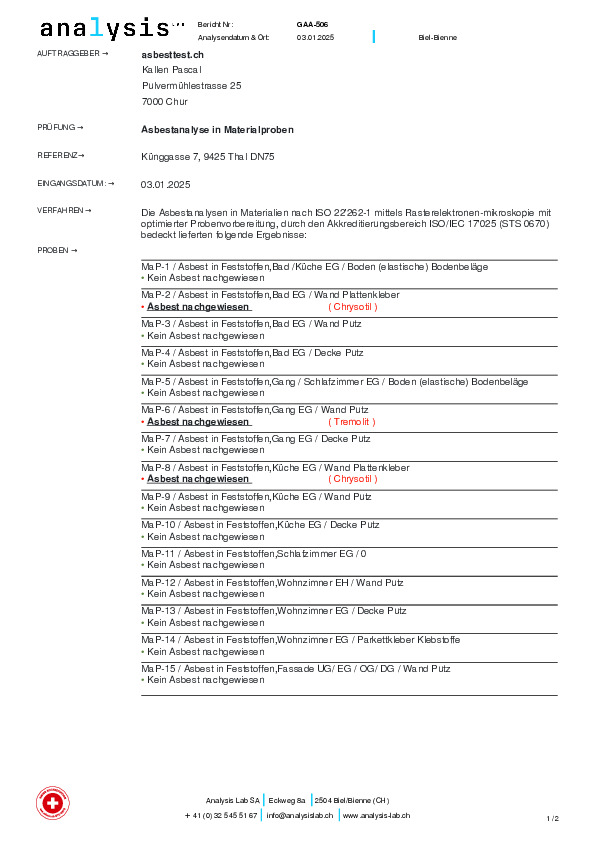 analysis
Bericht Nr: GAA-506
Analysendatum & Ort: 03.01.2025 Biel-Bienne
AUFTRAGGEBER → asbesttest.ch
Kallen Pascal
Pulvermühlestrasse 25
7000 Chur
PRÜFUNG → Asbestanalyse in Materialproben
REFERENZ→ Künggasse 7, 9425 Thal DN75
EINGANGSDATUM: → 03.01.2025
VERFAHREN → Die Asbestanalysen in Materialien nach ISO 22'262-1 mittels Rasterelektronen-mikroskopie mit
optimierter Probenvorbereitung, durch den Akkreditierungsbereich ISO/IEC 17025 (STS 0670)
bedeckt lieferten folgende Ergebnisse:
PROBEN →
MaP-1 / Asbest in Feststoffen,Bad /Küche EG / Boden (elastische) Bodenbeläge
• Kein Asbest nachgewiesen
MaP-2 / Asbest in Feststoffen,Bad EG / Wand Plattenkleber
• Asbest nachgewiesen ( Chrysotil )
MaP-3 / Asbest in Feststoffen,Bad EG / Wand Putz
• Kein Asbest nachgewiesen
MaP-4 / Asbest in Feststoffen,Bad EG / Decke Putz
• Kein Asbest nachgewiesen
MaP-5 / Asbest in Feststoffen,Gang / Schlafzimmer EG / Boden (elastische) Bodenbeläge
• Kein Asbest nachgewiesen
MaP-6 / Asbest in Feststoffen,Gang EG / Wand Putz
• Asbest nachgewiesen ( Tremolit )
MaP-7 / Asbest in Feststoffen,Gang EG / Decke Putz
• Kein Asbest nachgewiesen
MaP-8 / Asbest in Feststoffen,Küche EG / Wand Plattenkleber
• Asbest nachgewiesen ( Chrysotil )
MaP-9 / Asbest in Feststoffen,Küche EG / Wand Putz
• Kein Asbest nachgewiesen
MaP-10 / Asbest in Feststoffen,Küche EG / Decke Putz
• Kein Asbest nachgewiesen
MaP-11 / Asbest in Feststoffen,Schlafzimmer EG / 0
• Kein Asbest nachgewiesen
MaP-12 / Asbest in Feststoffen,Wohnzimner EH / Wand Putz
• Kein Asbest nachgewiesen
MaP-13 / Asbest in Feststoffen,Wohnzimner EG / Decke Putz
• Kein Asbest nachgewiesen
MaP-14 / Asbest in Feststoffen,Wohnzimner EG / Parkettkleber Klebstoffe
• Kein Asbest nachgewiesen
MaP-15 / Asbest in Feststoffen,Fassade UG/ EG / OG/ DG / Wand Putz
• Kein Asbest nachgewiesen
Analysis Lab SA | Eckweg 8a | 2504 Biel/Bienne (CH)
+ 41 (0) 32 545 51 67 | info@analysislab.ch | www.analysis-lab.ch
1 / 2